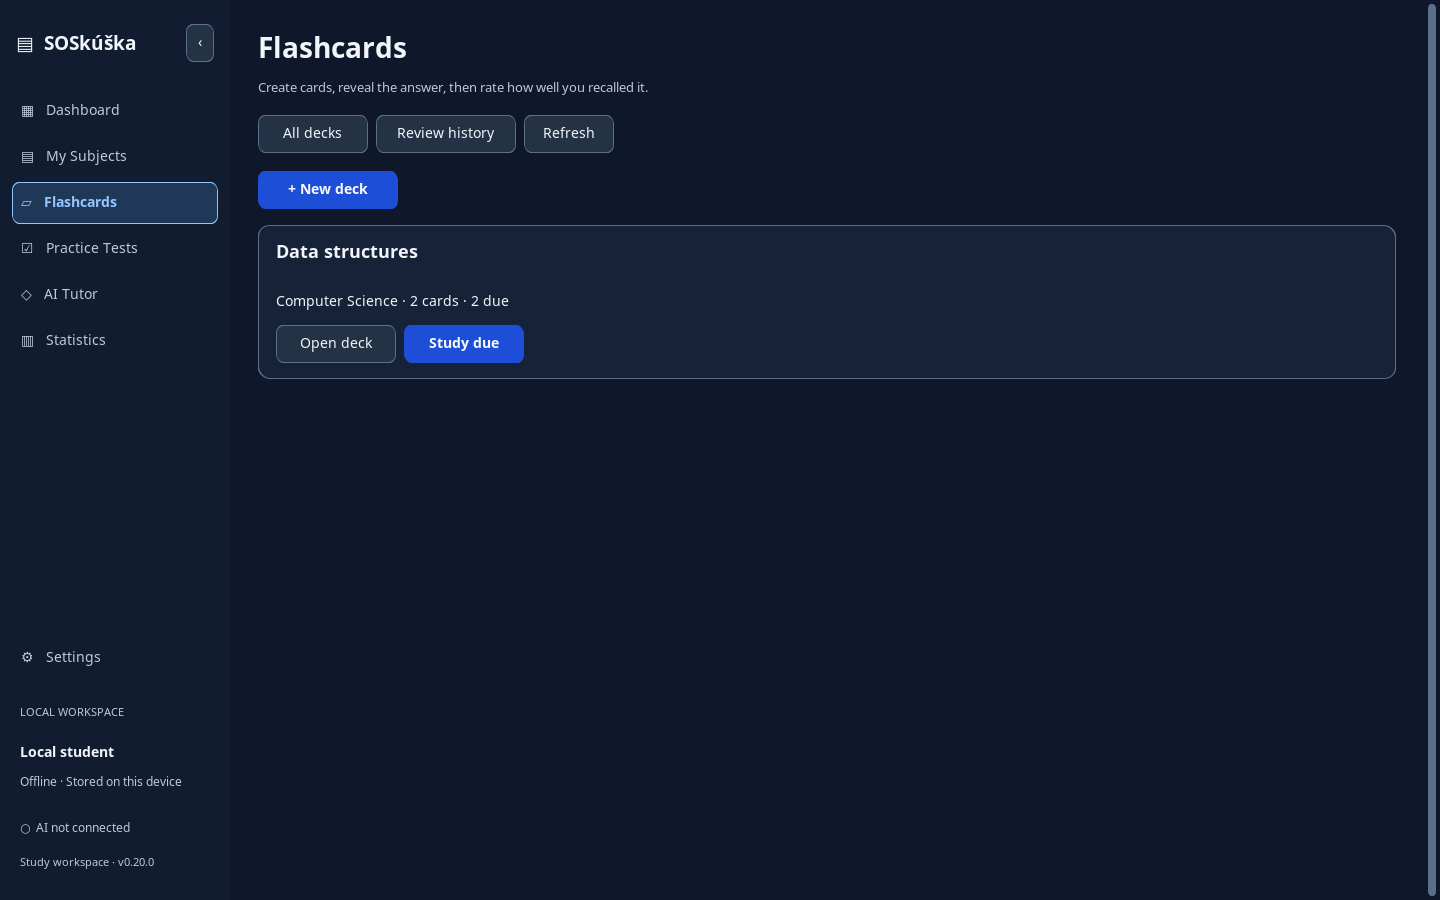 SOSkúška
Dashboard
My Subjects
Flashcards
Practice Tests
AI Tutor
Statistics
Settings
LOCAL WORKSPACE
Local student
Offline · Stored on this device
AI not connected
Study workspace · v0.20.0
Flashcards
Create cards, reveal the answer, then rate how well you recalled it.
All decks
Review history
Refresh
+ New deck
Data structures
Computer Science · 2 cards · 2 due
Open deck
Study due